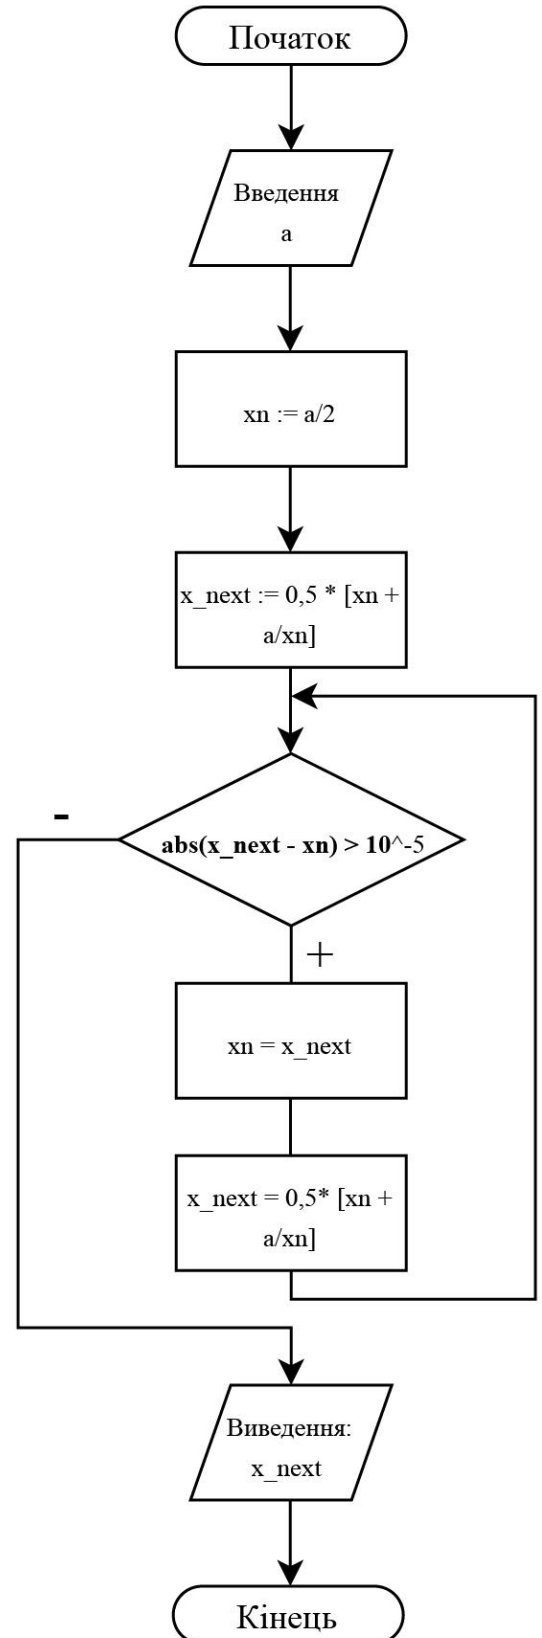 Початок
Введення
a
xn := a/2
x_next := 0,5 * [xn +
a/xn]
-
abs(x_next - xn) > 10^-5
+
xn = x_next
x_next = 0,5* [xn +
a/xn]
Виведення:
x_next
Кінець